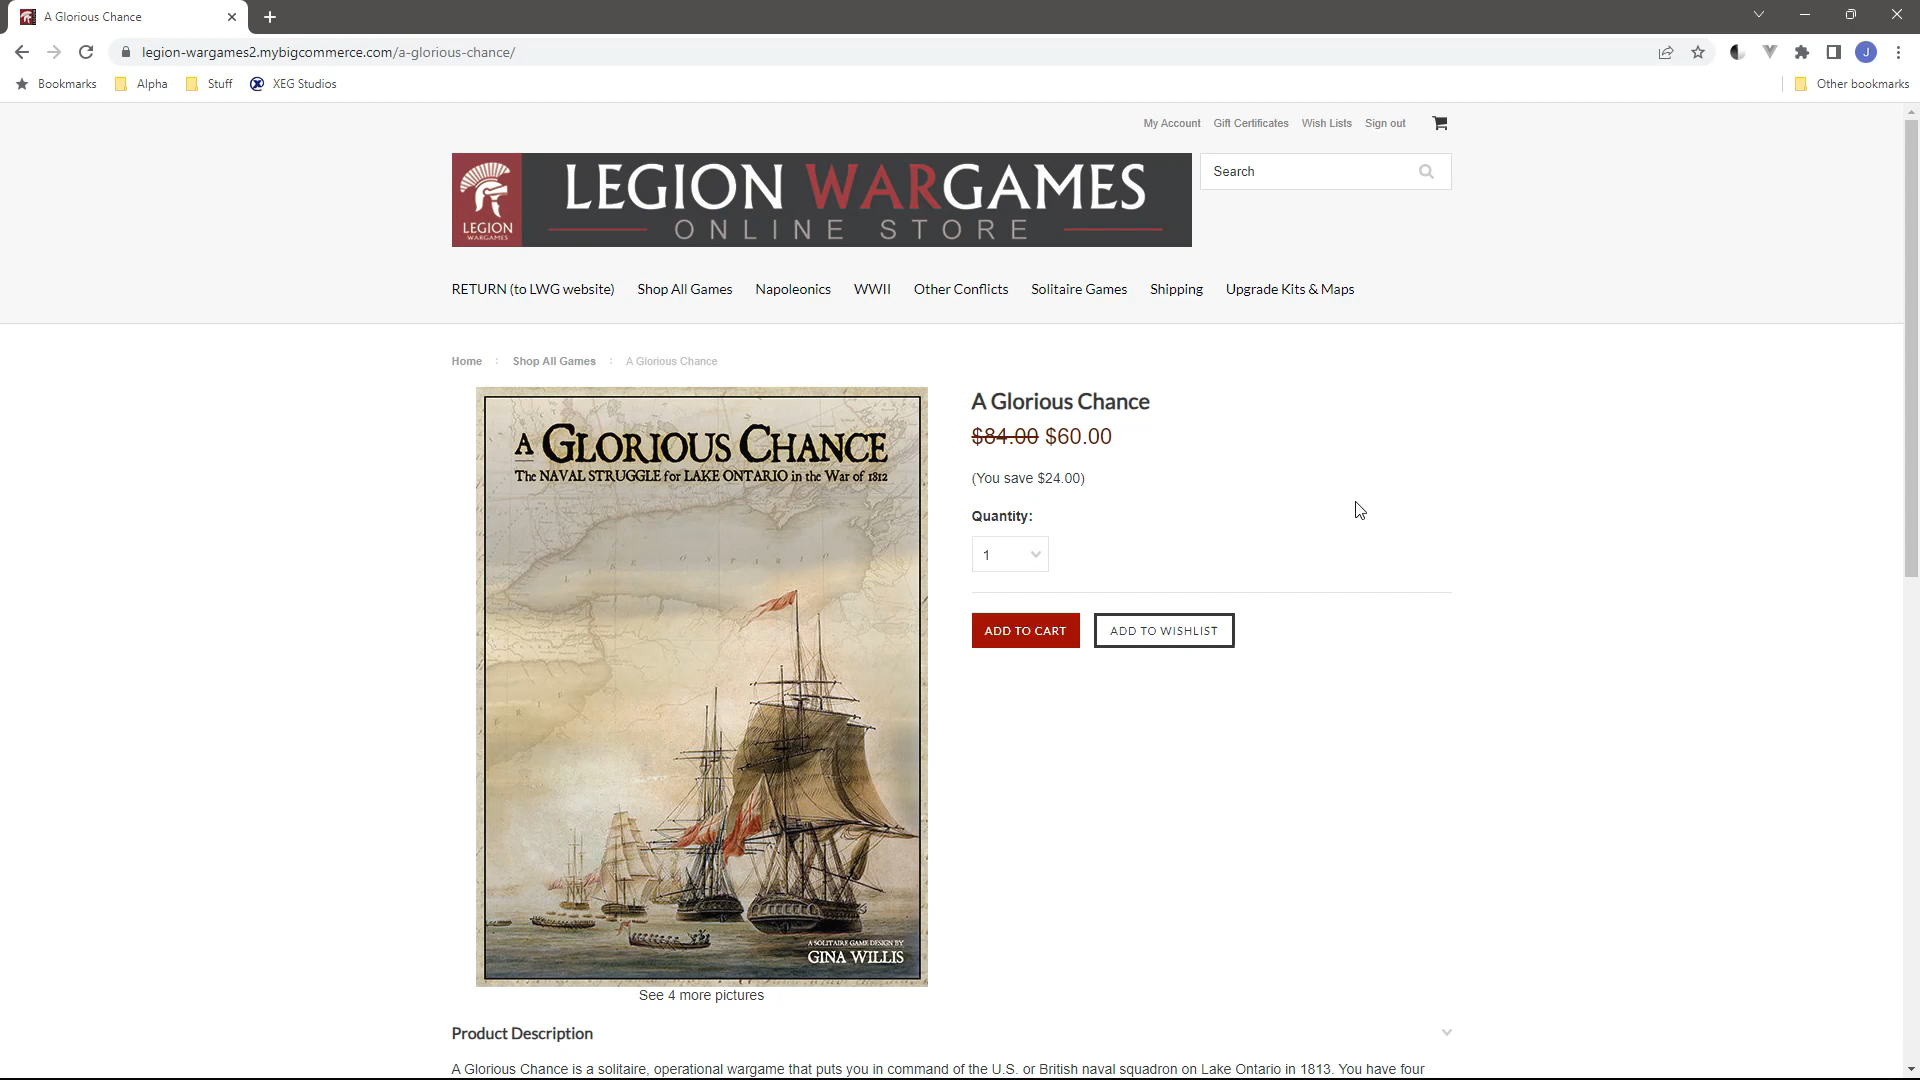 A Glorious Chance
legion-wargames2.mybigcommerce.com/a-glorious-chance/
J
Bookmarks Alpha Stuff XEG Studios Other bookmarks
My Account Gift Certificates Wish Lists Sign out
LEGION WARGAMES
ONLINE STORE
LEGION
WARGAMES
Search
RETURN (to LWG website) Shop All Games Napoleonics WWII Other Conflicts Solitaire Games Shipping Upgrade Kits & Maps
Home : Shop All Games : A Glorious Chance
A GLORIOUS CHANCE
The NAVAL STRUGGLE for LAKE ONTARIO in the War of 1812
LAKE ONTARIO
A SOLITAIRE GAME DESIGN BY
GINA WILLIS
See 4 more pictures
A Glorious Chance
$84.00 $60.00
(You save $24.00)
Quantity:
1
ADD TO CART ADD TO WISHLIST
Product Description
A Glorious Chance is a solitaire, operational wargame that puts you in command of the U.S. or British naval squadron on Lake Ontario in 1813. You have four